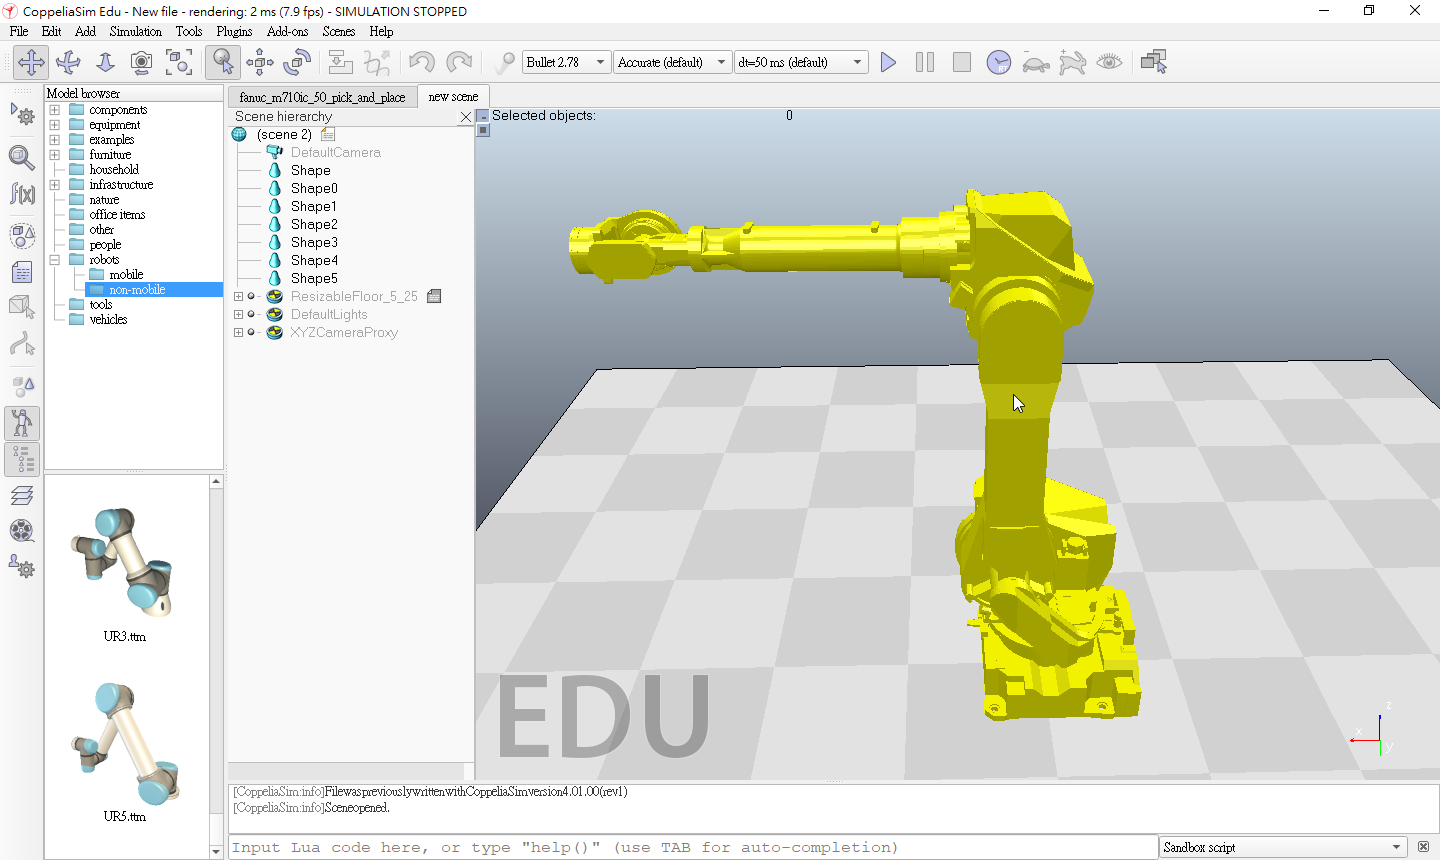 CoppeliaSim Edu - New file - rendering: 2 ms (7.9 fps) - SIMULATION STOPPED
File Edit Add Simulation Tools Plugins Add-ons Scenes Help
Bullet 2.78 Accurate (default) dt=50 ms (default)
RT
Model browser
components
equipment
examples
furniture
household
infrastructure
nature
office items
other
people
robots
mobile
non-mobile
tools
vehicles
f(x)
UR3.ttm
UR5.ttm
fanuc_m710ic_50_pick_and_place new scene
Scene hierarchy
(scene 2)
DefaultCamera
Shape
Shape0
Shape1
Shape2
Shape3
Shape4
Shape5
ResizableFloor_5_25
DefaultLights
XYZCameraProxy
Selected objects: 0
EDU
z
x
y
[CoppeliaSim:info]Filewaspreviouslywrittenwith CoppeliaSimversion4.01.00(rev1)
[CoppeliaSim:info]Sceneopened.
Input Lua code here, or type "help()" (use TAB for auto-completion)
Sandbox script